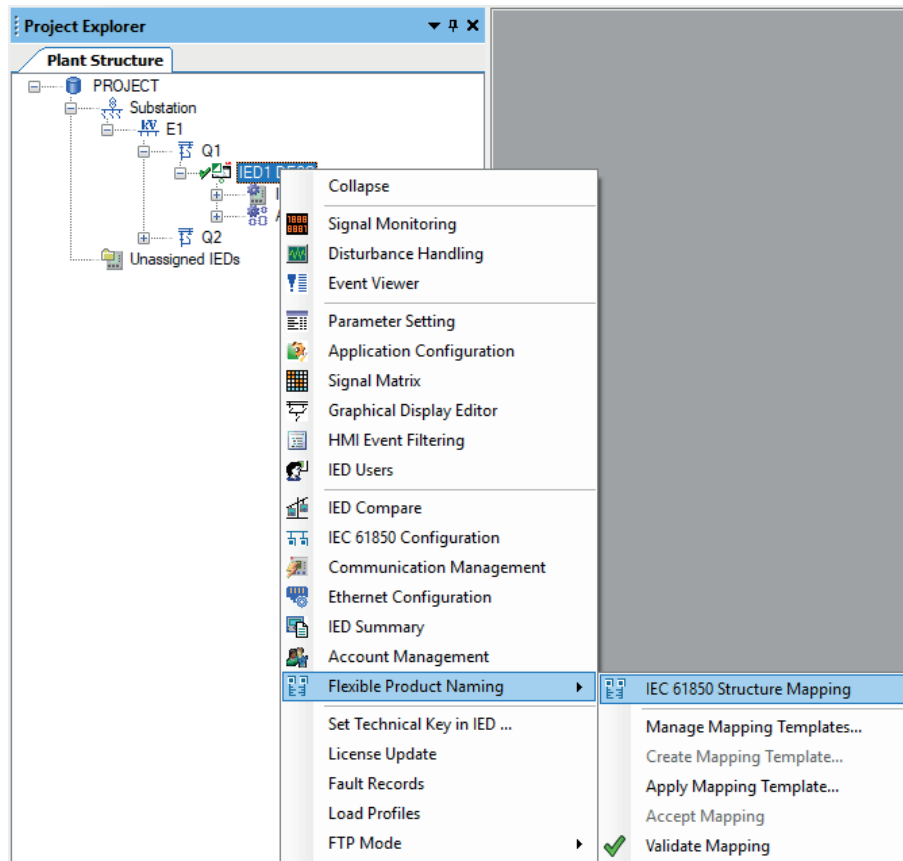 Project Explorer
Plant Structure
PROJECT
Substation
E1
Q1
IED1
Q2
Unassigned IEDs
Collapse
Signal Monitoring
Disturbance Handling
Event Viewer
Parameter Setting
Application Configuration
Signal Matrix
Graphical Display Editor
HMI Event Filtering
IED Users
IED Compare
IEC 61850 Configuration
Communication Management
Ethernet Configuration
IED Summary
Account Management
Flexible Product Naming
IEC 61850 Structure Mapping
Set Technical Key in IED ...
License Update
Fault Records
Load Profiles
FTP Mode
Manage Mapping Templates...
Create Mapping Template...
Apply Mapping Template...
Accept Mapping
Validate Mapping